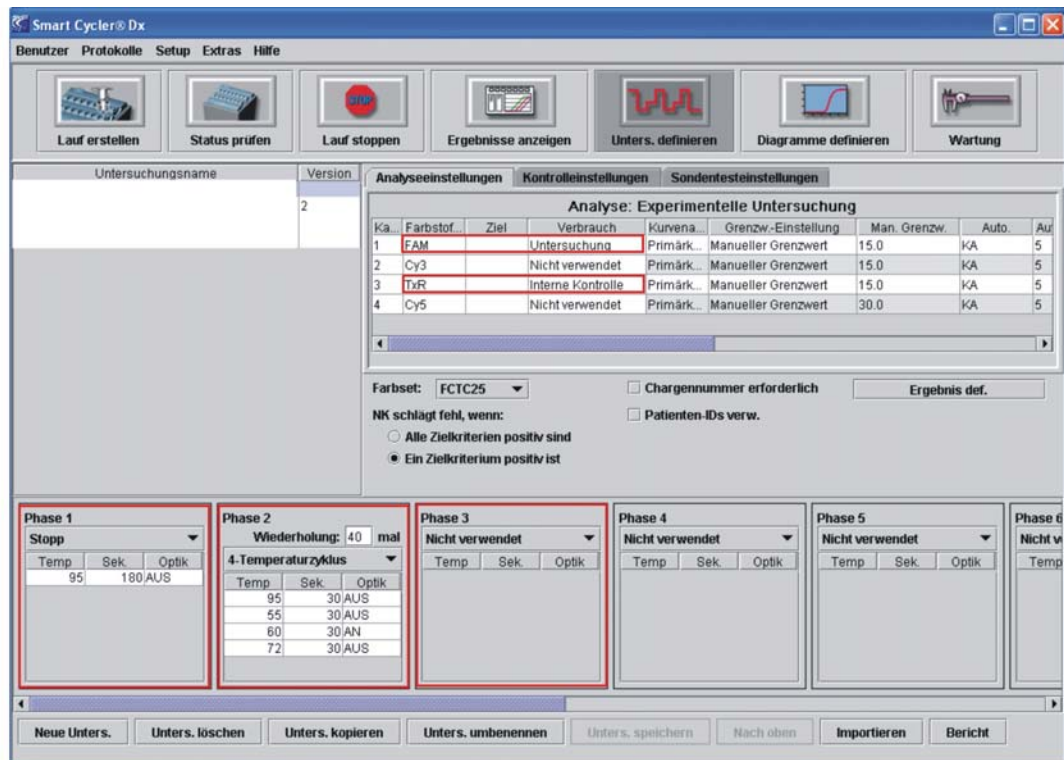 Smart Cycler® Dx
Benutzer Protokolle Setup Extras Hilfe
STOP
Lauf erstellen Status prüfen Lauf stoppen Ergebnisse anzeigen Unters. definieren Diagramme definieren Wartung
Untersuchungsname Version
2
Analyseeinstellungen Kontrolleinstellungen Sondentesteinstellungen
Analyse: Experimentelle Untersuchung
Ka... Farbstof... Ziel Verbrauch Kurvena... Grenzw.-Einstellung Man. Grenzw. Auto. Au
1 FAM Untersuchung Primärk... Manueller Grenzwert 15.0 KA 5
2 Cy3 Nicht verwendet Primärk... Manueller Grenzwert 15.0 KA 5
3 TxR Interne Kontrolle Primärk... Manueller Grenzwert 15.0 KA 5
4 Cy5 Nicht verwendet Primärk... Manueller Grenzwert 30.0 KA 5
Farbset: FCTC25 Chargennummer erforderlich Ergebnis def.
NK schlägt fehl, wenn: Patienten-IDs verw.
Alle Zielkriterien positiv sind
Ein Zielkriterium positiv ist
Phase 1
Stopp
Temp Sek. Optik
95 180 AUS
Phase 2
Wiederholung: 40 mal
4-Temperaturzyklus
Temp Sek. Optik
95 30 AUS
55 30 AUS
60 30 AN
72 30 AUS
Phase 3
Nicht verwendet
Temp Sek. Optik
Phase 4
Nicht verwendet
Temp Sek. Optik
Phase 5
Nicht verwendet
Temp Sek. Optik
Phase 6
Nicht v
Temp
Neue Unters. Unters. löschen Unters. kopieren Unters. umbenennen Unters. speichern Nach oben Importieren Bericht